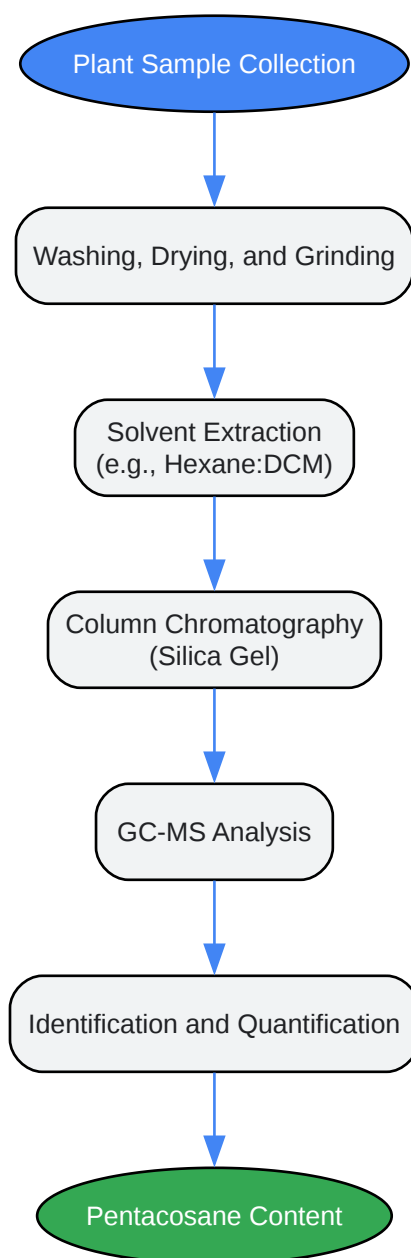 Plant Sample Collection
Washing, Drying, and Grinding
Solvent Extraction
(e.g., Hexane:DCM)
Column Chromatography
(Silica Gel)
GC-MS Analysis
Identification and Quantification
Pentacosane Content